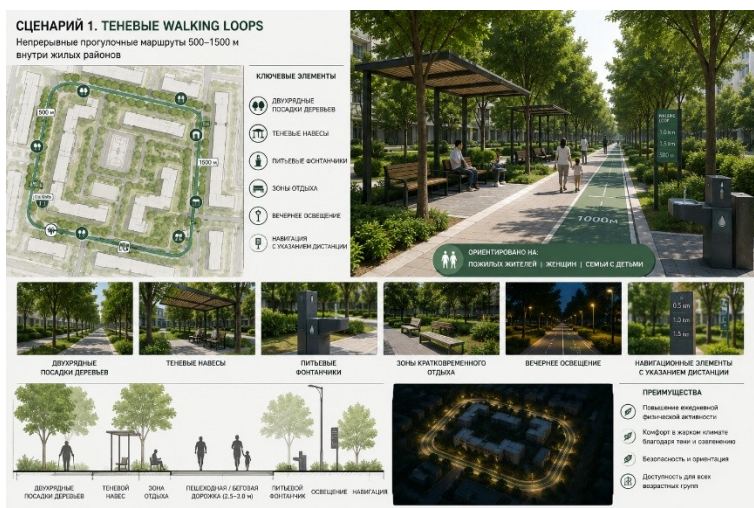 СЦЕНАРИЙ 1. ТЕНЕВЫЕ WALKING LOOPS
Непрерывные прогулочные маршруты 500–1500 м
внутри жилых районов
500 м
1500 м
КЛЮЧЕВЫЕ ЭЛЕМЕНТЫ
ДВУХРЯДНЫЕ
ПОСАДКИ ДЕРЕВЬЕВ
ТЕНЕВЫЕ НАВЕСЫ
ПИТЬЕВЫЕ ФОНТАНЧИКИ
ЗОНЫ ОТДЫХА
ВЕЧЕРНЕЕ ОСВЕЩЕНИЕ
НАВИГАЦИЯ
С УКАЗАНИЕМ ДИСТАНЦИИ
WALKING
LOOP
1000м
ОРИЕНТИРОВАНО НА:
ПОЖИЛЫХ ЖИТЕЛЕЙ | ЖЕНЩИН | СЕМЬИ С ДЕТЬМИ
0.5 km
1.0 km
1.5 km
ДВУХРЯДНЫЕ
ПОСАДКИ ДЕРЕВЬЕВ
ТЕНЕВЫЕ НАВЕСЫ
ПИТЬЕВЫЕ
ФОНТАНЧИКИ
ЗОНЫ КРАТКОВРЕМЕННОГО
ОТДЫХА
ВЕЧЕРНЕЕ ОСВЕЩЕНИЕ
НАВИГАЦИОННЫЕ ЭЛЕМЕНТЫ
С УКАЗАНИЕМ ДИСТАНЦИИ
ДВУХРЯДНЫЕ
ПОСАДКИ ДЕРЕВЬЕВ
ТЕНЕВОЙ
НАВЕС
ЗОНА
ОТДЫХА
ПЕШЕХОДНАЯ / БЕГОВАЯ
ДОРОЖКА (2.5–3.0 м)
ПИТЬЕВОЙ
ФОНТАНЧИК
ОСВЕЩЕНИЕ
НАВИГАЦИЯ
ПРЕИМУЩЕСТВА
Повышение ежедневной
физической активности
Комфорт в жарком климате
благодаря тени и озеленению
Безопасность и ориентация
Доступность для всех
возрастных групп